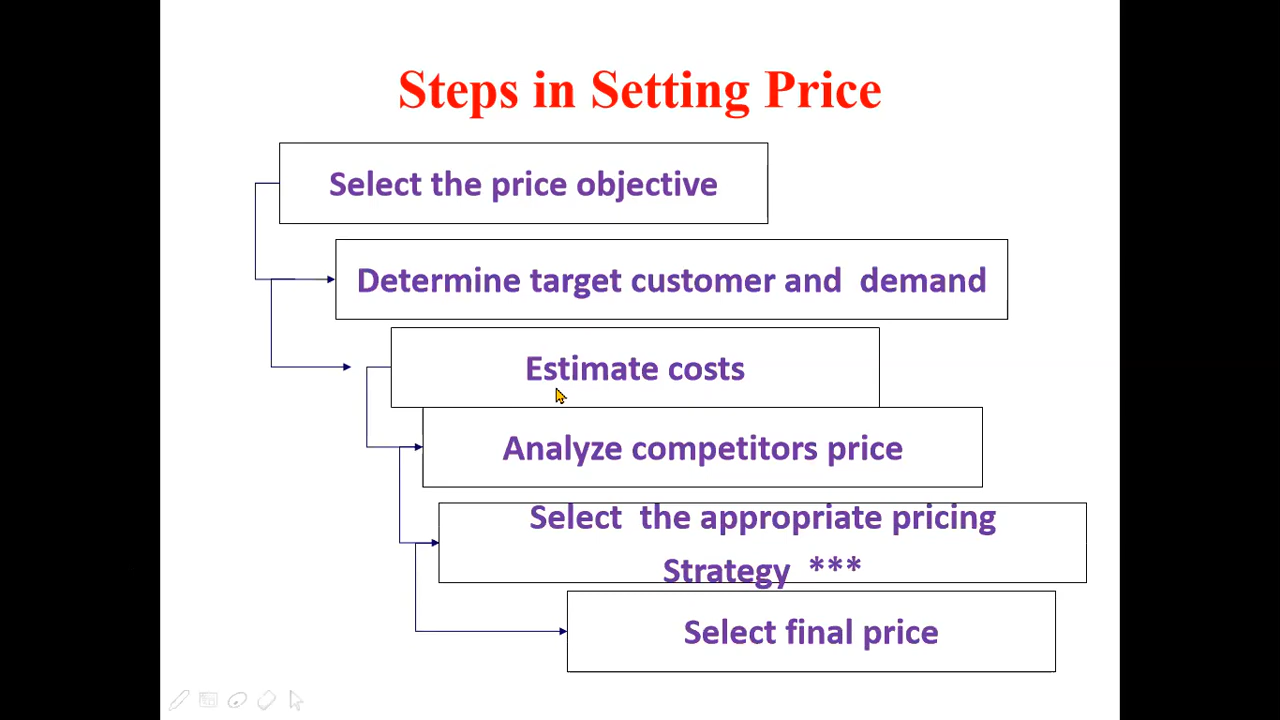 Steps in Setting Price
Select the price objective
Determine target customer and  demand
Estimate costs
Analyze competitors price
Select  the appropriate pricing
Strategy  ***
Select final price